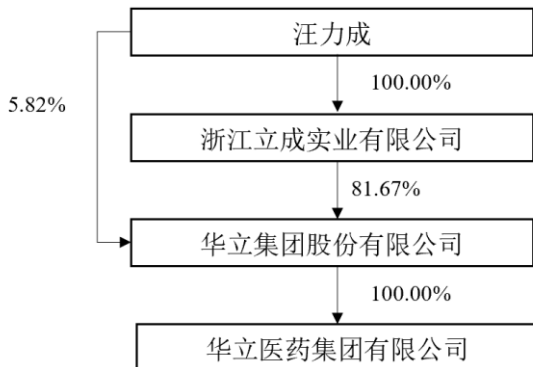 汪力成
100.00%
5.82%
浙江立成实业有限公司
81.67%
华立集团股份有限公司
100.00%
华立医药集团有限公司